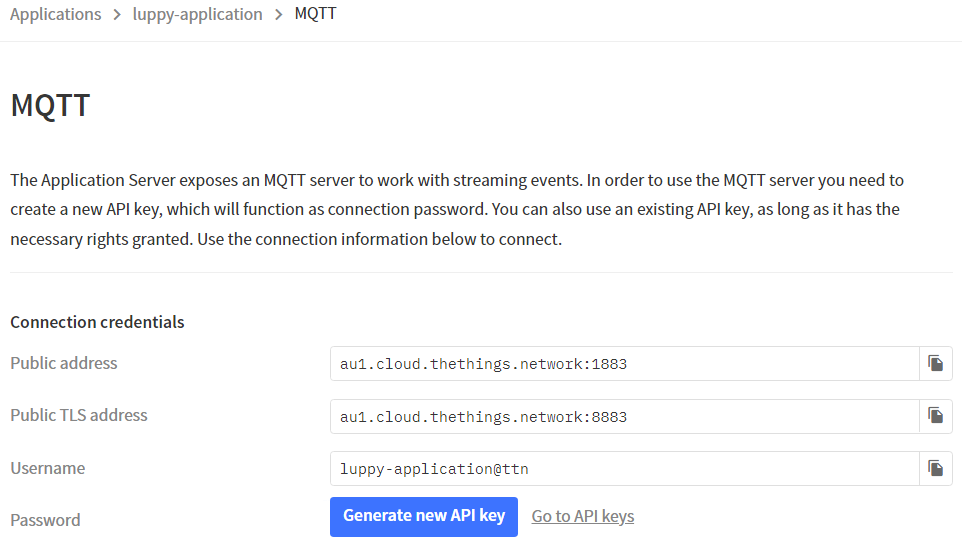 Applications > luppy-application > MQTT
MQTT
The Application Server exposes an MQTT server to work with streaming events. In order to use the MQTT server you need to
create a new API key, which will function as connection password. You can also use an existing API key, as long as it has the
necessary rights granted. Use the connection information below to connect.
Connection credentials
Public address au1.cloud.thethings.network:1883
Public TLS address au1.cloud.thethings.network:8883
Username luppy-application@ttn
Password Generate new API key Go to API keys